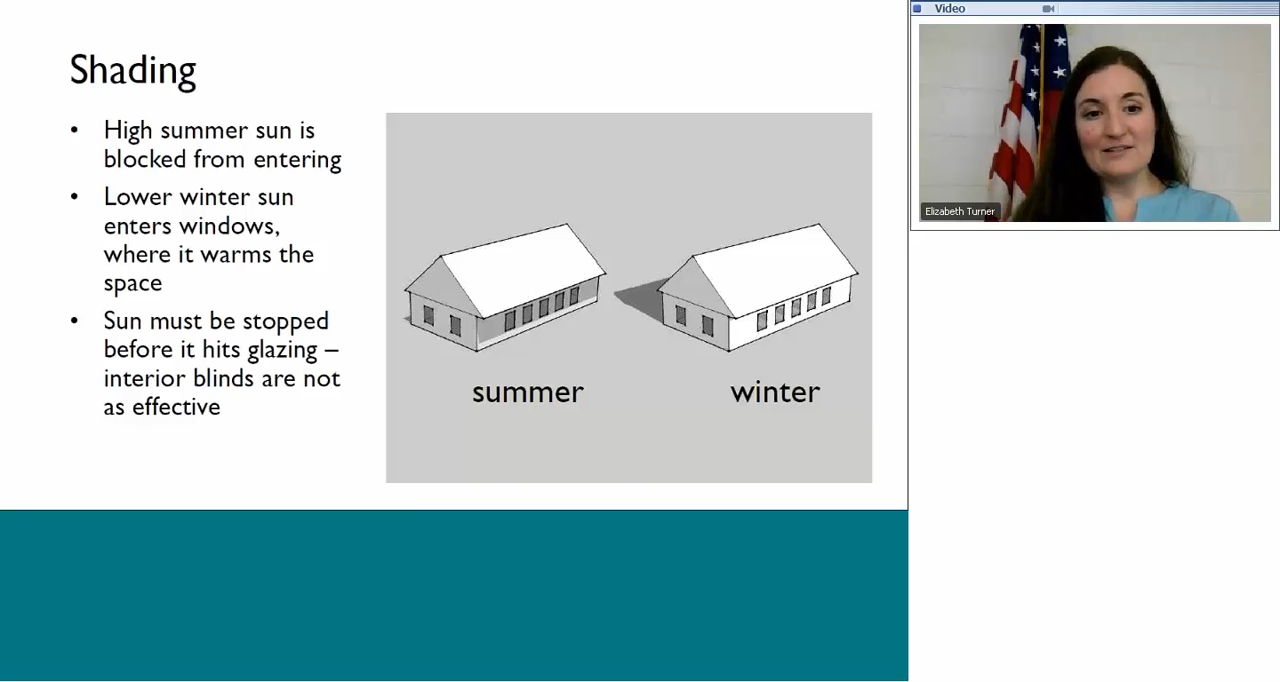 Shading
• High summer sun is
blocked from entering
• Lower winter sun
enters windows,
where it warms the
space
• Sun must be stopped
before it hits glazing –
interior blinds are not
as effective
summer
winter
Video
Elizabeth Turner